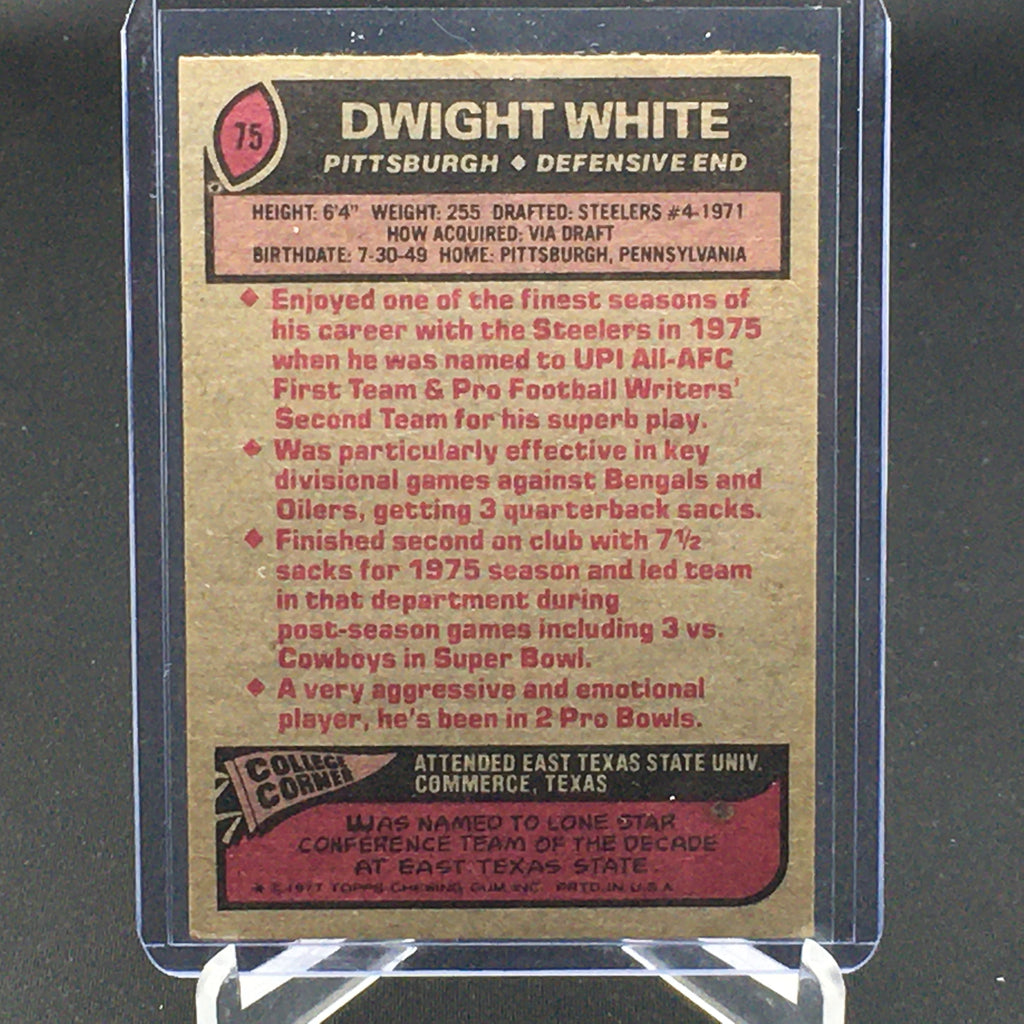 75
DWIGHT WHITE
PITTSBURGH ♦ DEFENSIVE END
HEIGHT: 6'4" WEIGHT: 255 DRAFTED: STEELERS #4-1971
HOW ACQUIRED: VIA DRAFT
BIRTHDATE: 7-30-49 HOME: PITTSBURGH, PENNSYLVANIA
♦ Enjoyed one of the finest seasons of
his career with the Steelers in 1975
when he was named to UPI All-AFC
First Team & Pro Football Writers'
Second Team for his superb play.
♦ Was particularly effective in key
divisional games against Bengals and
Oilers, getting 3 quarterback sacks.
♦ Finished second on club with 7½
sacks for 1975 season and led team
in that department during
post-season games including 3 vs.
Cowboys in Super Bowl.
♦ A very aggressive and emotional
player, he's been in 2 Pro Bowls.
COLLEGE
CORNER
ATTENDED EAST TEXAS STATE UNIV.
COMMERCE, TEXAS
WAS NAMED TO LONE STAR
CONFERENCE TEAM OF THE DECADE
AT EAST TEXAS STATE.
* © 1977 TOPPS CHEWING GUM, INC. PRTD. IN U.S.A.